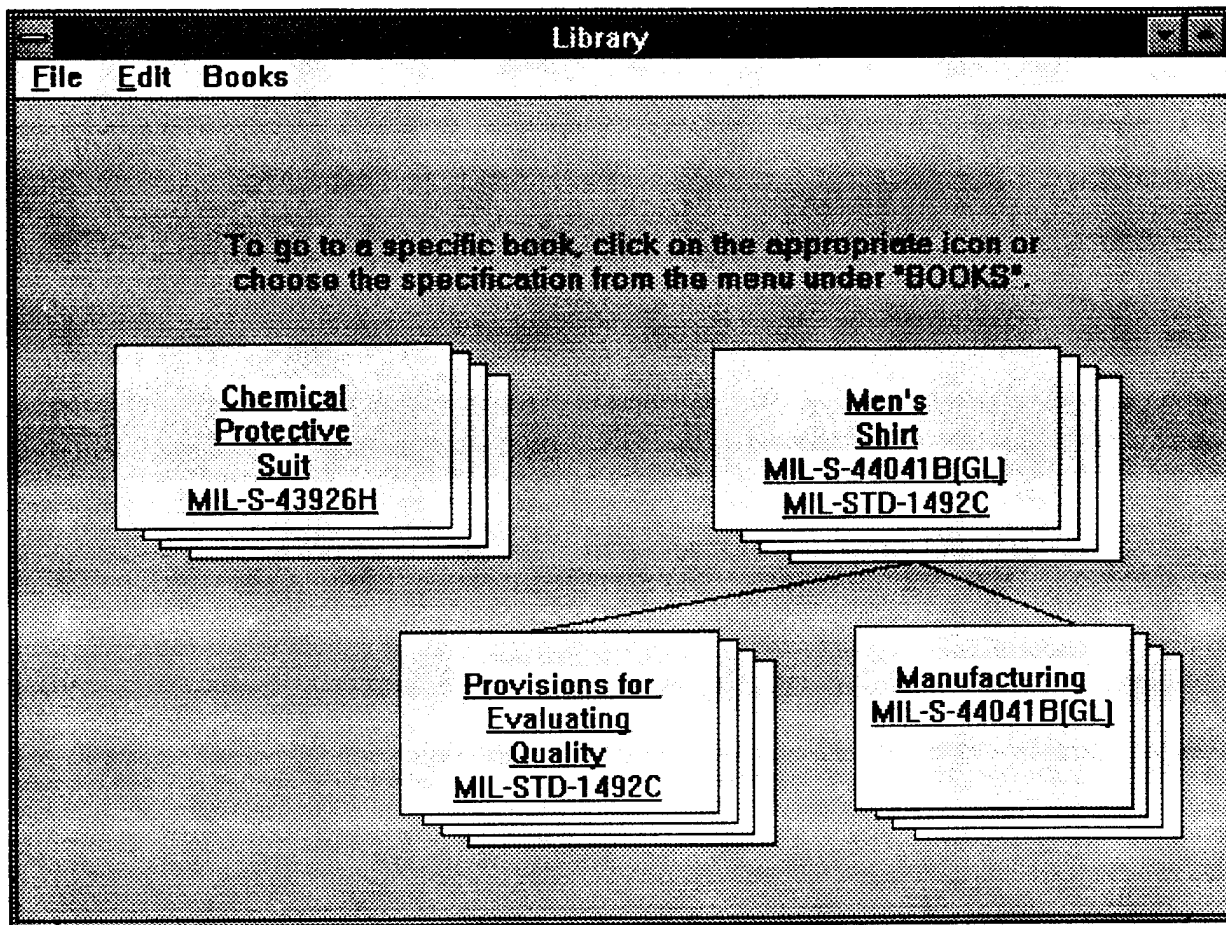 Library
File Edit Books
To go to a specific book, click on the appropriate icon or
choose the specification from the menu under "BOOKS".
Chemical
Protective
Suit
MIL-S-43926H
Men's
Shirt
MIL-S-44041B(GL)
MIL-STD-1492C
Provisions for
Evaluating
Quality
MIL-STD-1492C
Manufacturing
MIL-S-44041B(GL)